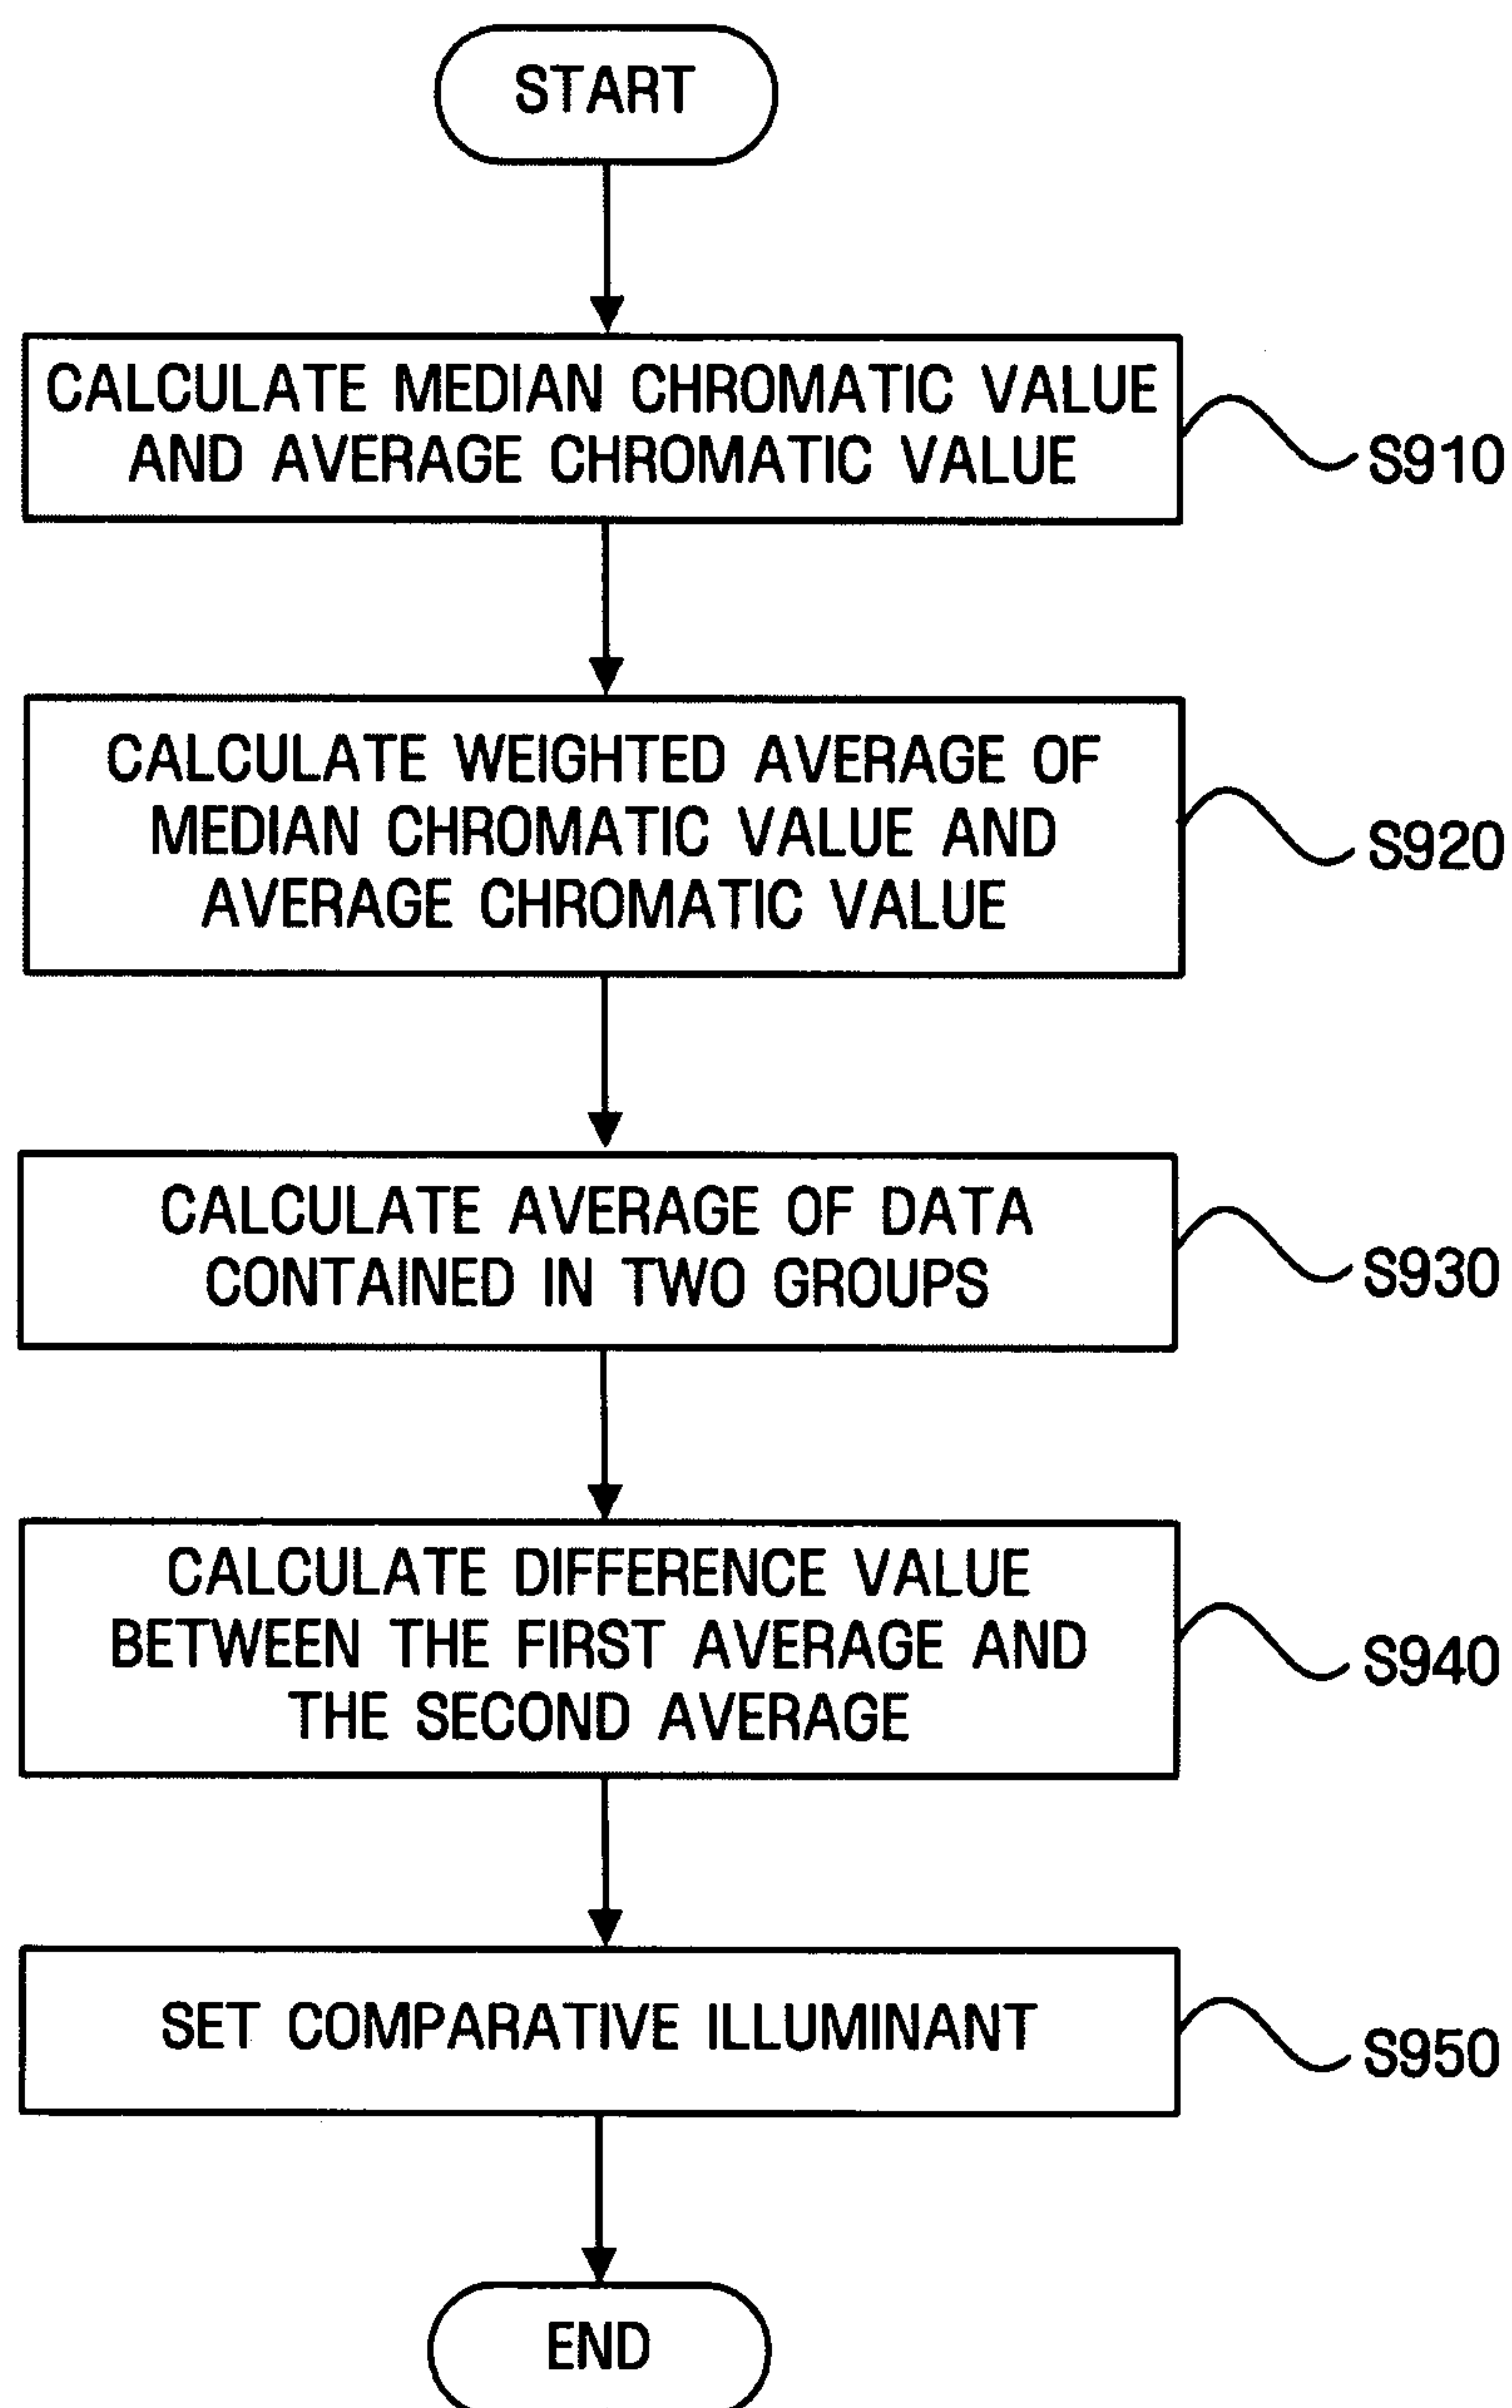 START
CALCULATE MEDIAN CHROMATIC VALUE
AND AVERAGE CHROMATIC VALUE
S910
CALCULATE WEIGHTED AVERAGE OF
MEDIAN CHROMATIC VALUE AND
AVERAGE CHROMATIC VALUE
S920
CALCULATE AVERAGE OF DATA
CONTAINED IN TWO GROUPS
S930
CALCULATE DIFFERENCE VALUE
BETWEEN THE FIRST AVERAGE AND
THE SECOND AVERAGE
S940
SET COMPARATIVE ILLUMINANT
S950
END